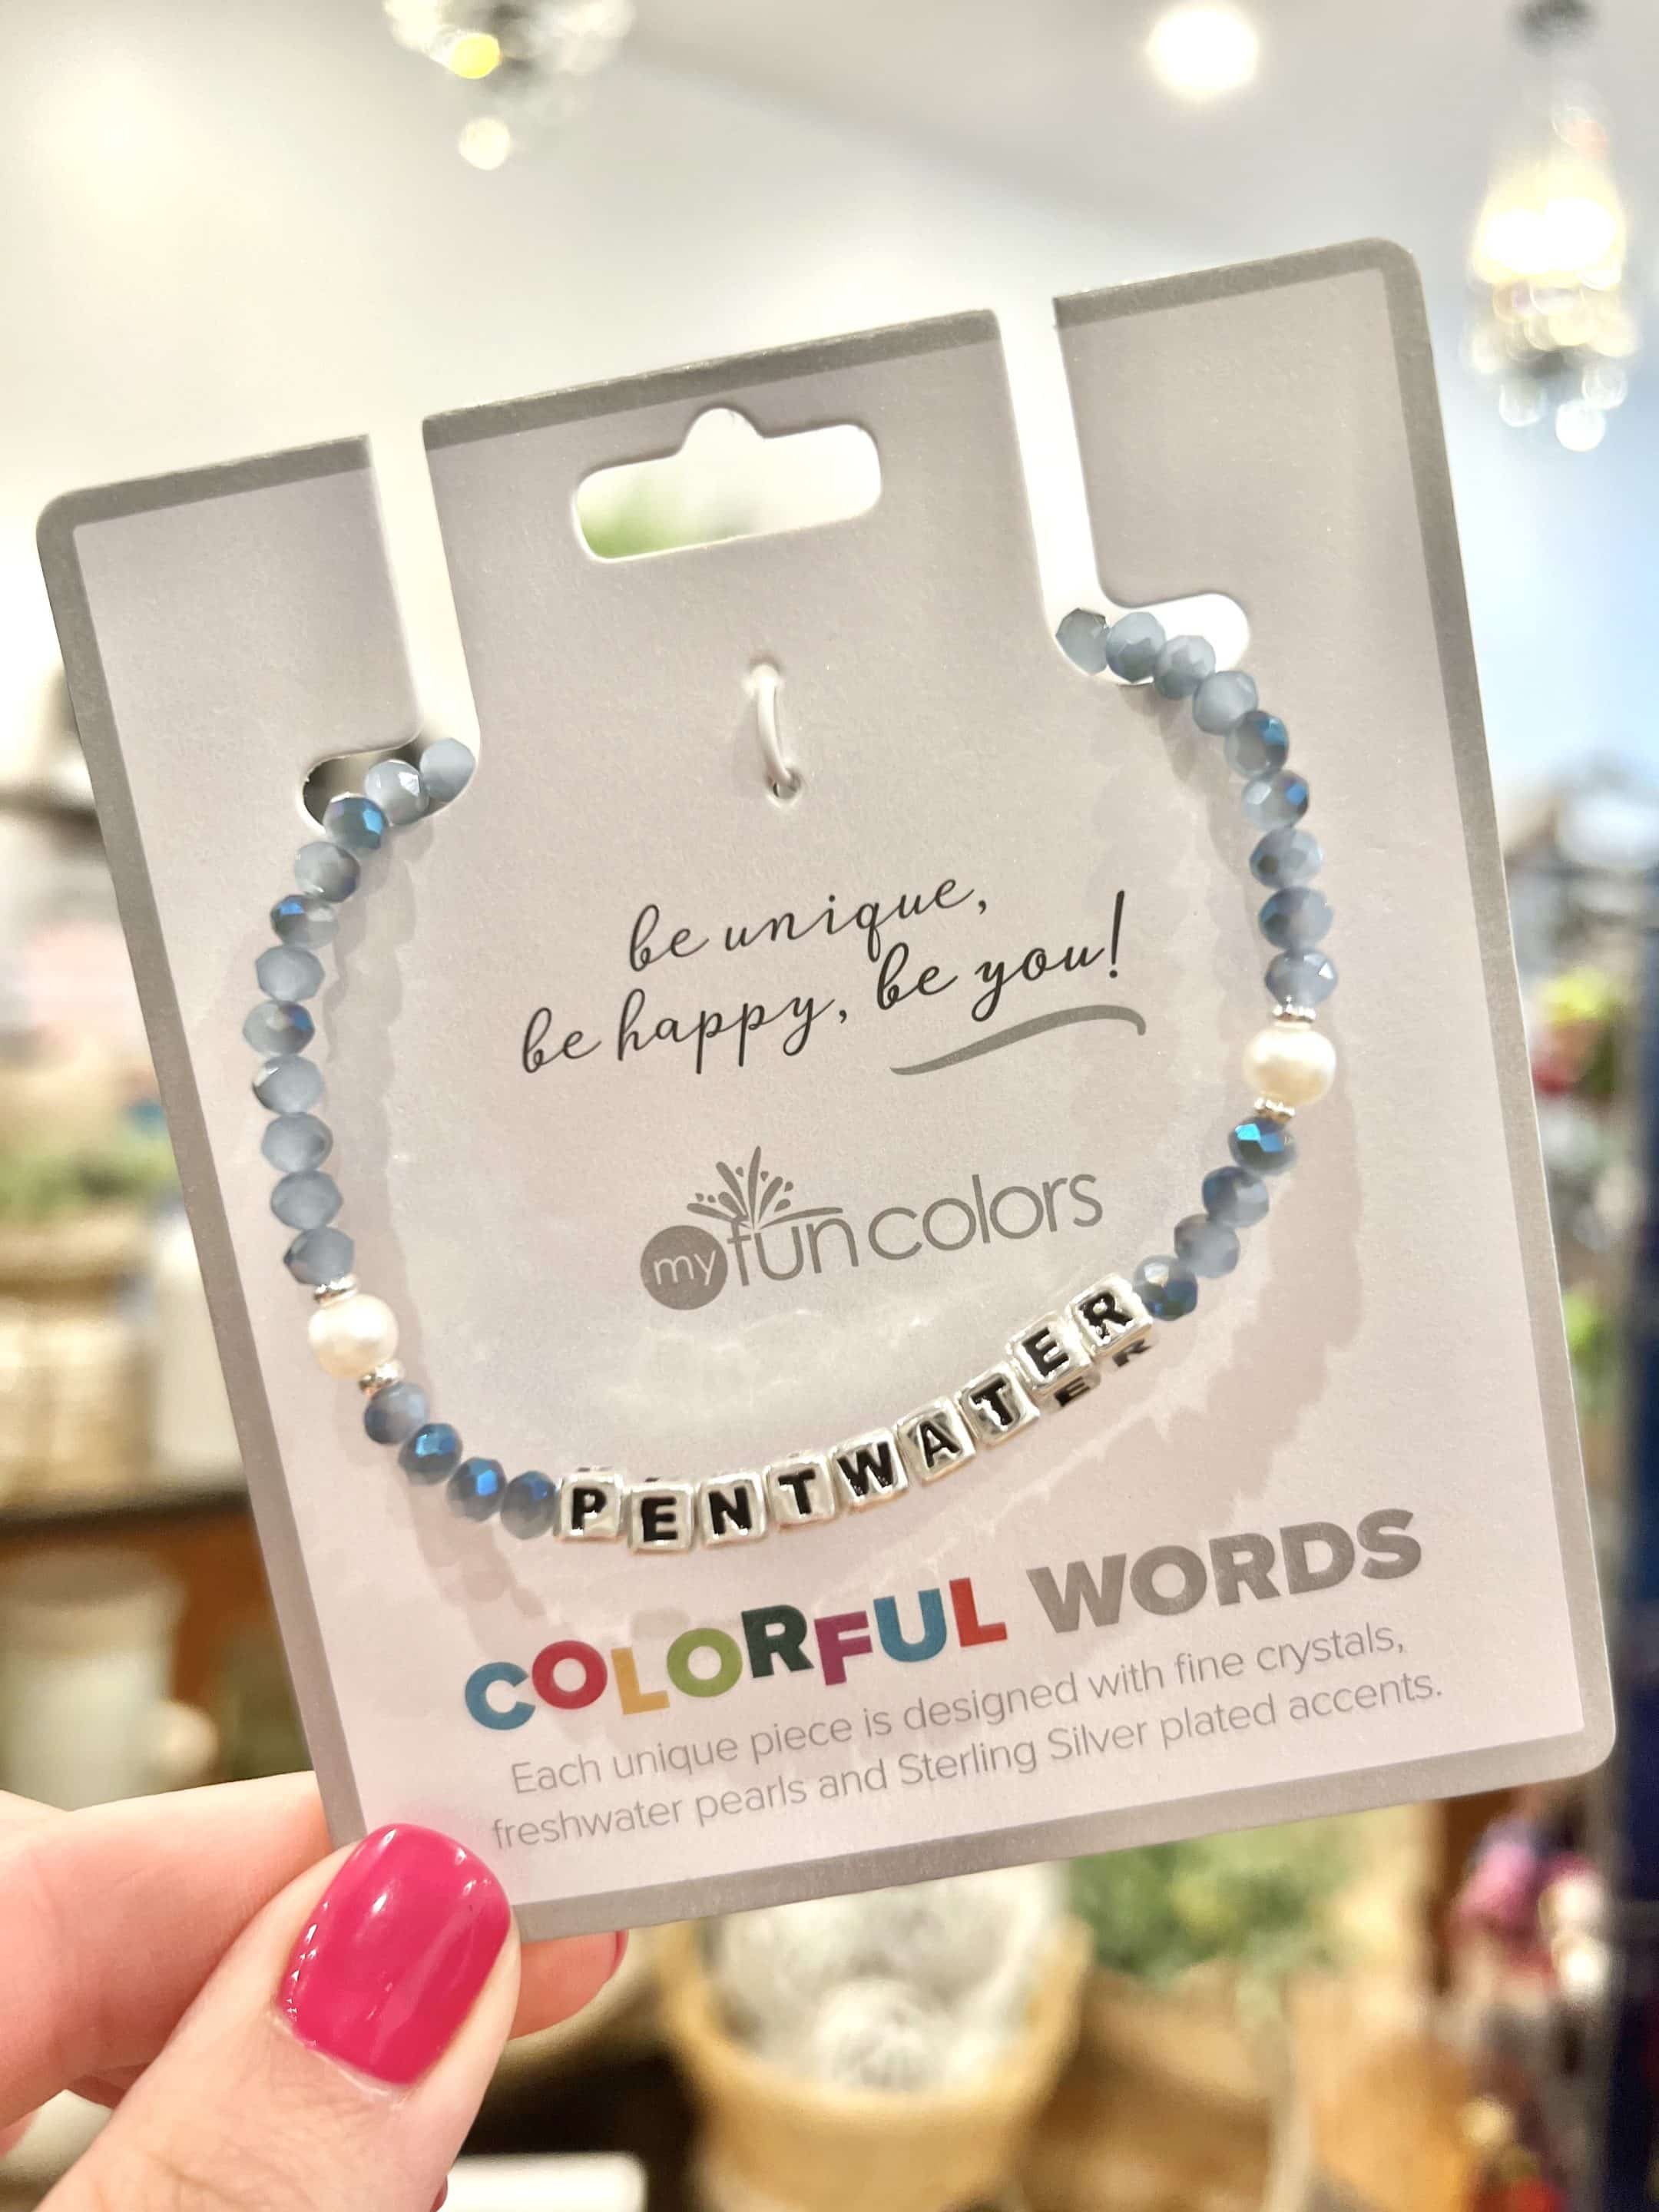 be unique,
be happy, be you!
my fun colors
PENTWATER
COLORFUL WORDS
Each unique piece is designed with fine crystals,
freshwater pearls and Sterling Silver plated accents.